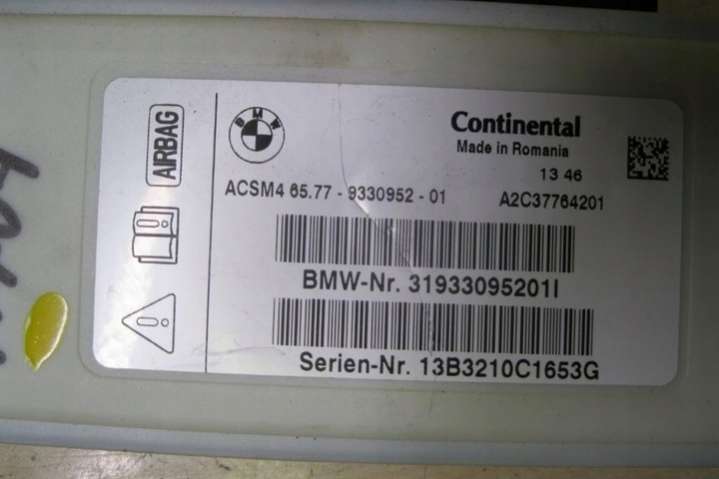 AIRBAG
BMW
Continental
Made in Romania
13 46
ACSM4 65.77 - 9330952 - 01 A2C37764201
BMW-Nr. 31933095201I
Serien-Nr. 13B3210C1653G